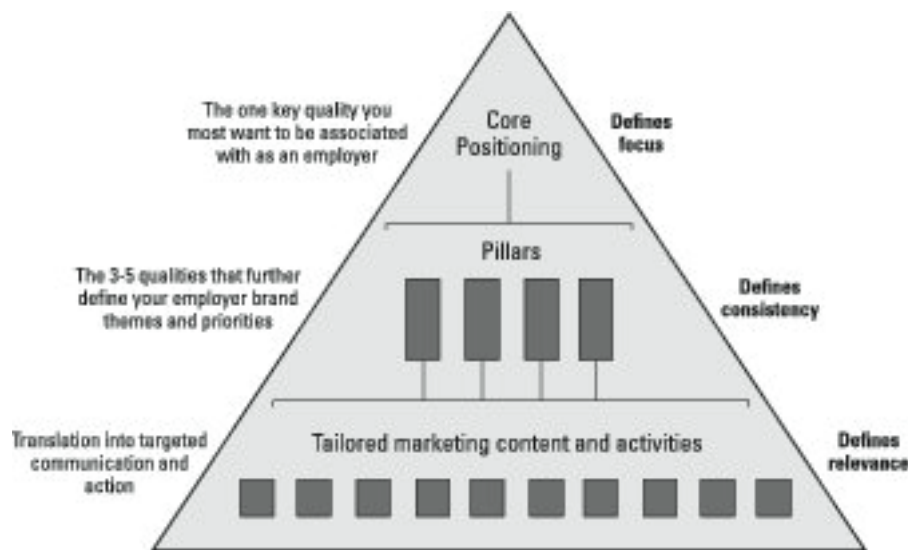 The one key quality you
most want to be associated
with as an employer
Core
Positioning
Defines
focus
Pillars
The 3-5 qualities that further
define your employer brand
themes and priorities
Defines
consistency
Translation into targeted
communication and
action
Tailored marketing content and activities
Defines
relevance